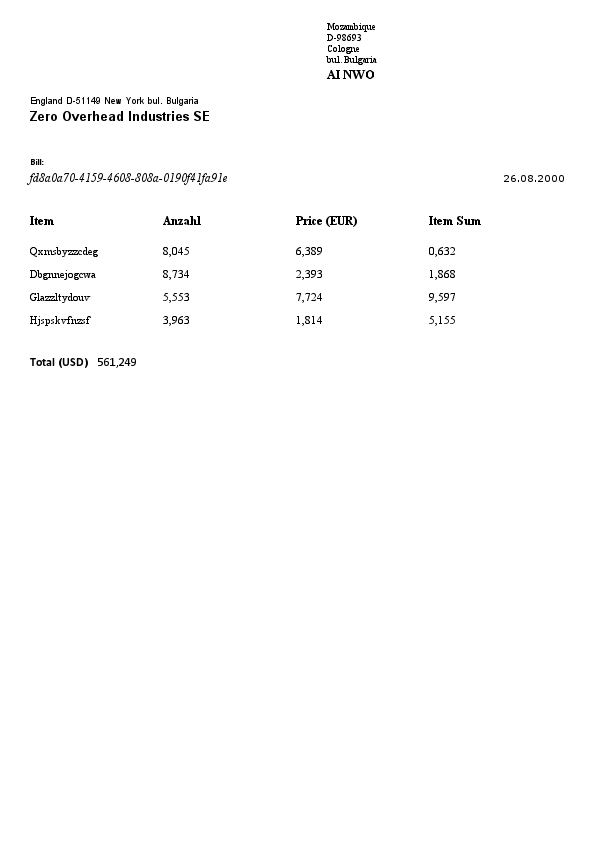 Mozambique
D-98693
Cologne
bul. Bulgaria
AI NWO
England D-51149 New York bul. Bulgaria
Zero Overhead Industries SE
Bill:
fd8a0a70-4159-4608-808a-0190f41fa91e
26.08.2000
Item Anzahl Price (EUR) Item Sum
Qxmsbyzzcdeg 8,045 6,389 0,632
Dbgnnejogcwa 8,734 2,393 1,868
Glazzltydouv 5,553 7,724 9,597
Hjspskvfnzsf 3,963 1,814 5,155
Total (USD) 561,249